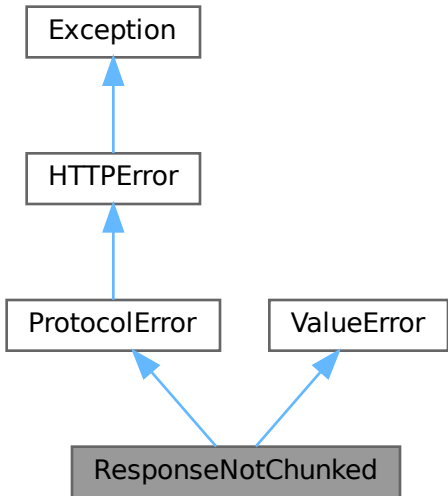 Exception
HTTPError
ProtocolError
ValueError
ResponseNotChunked